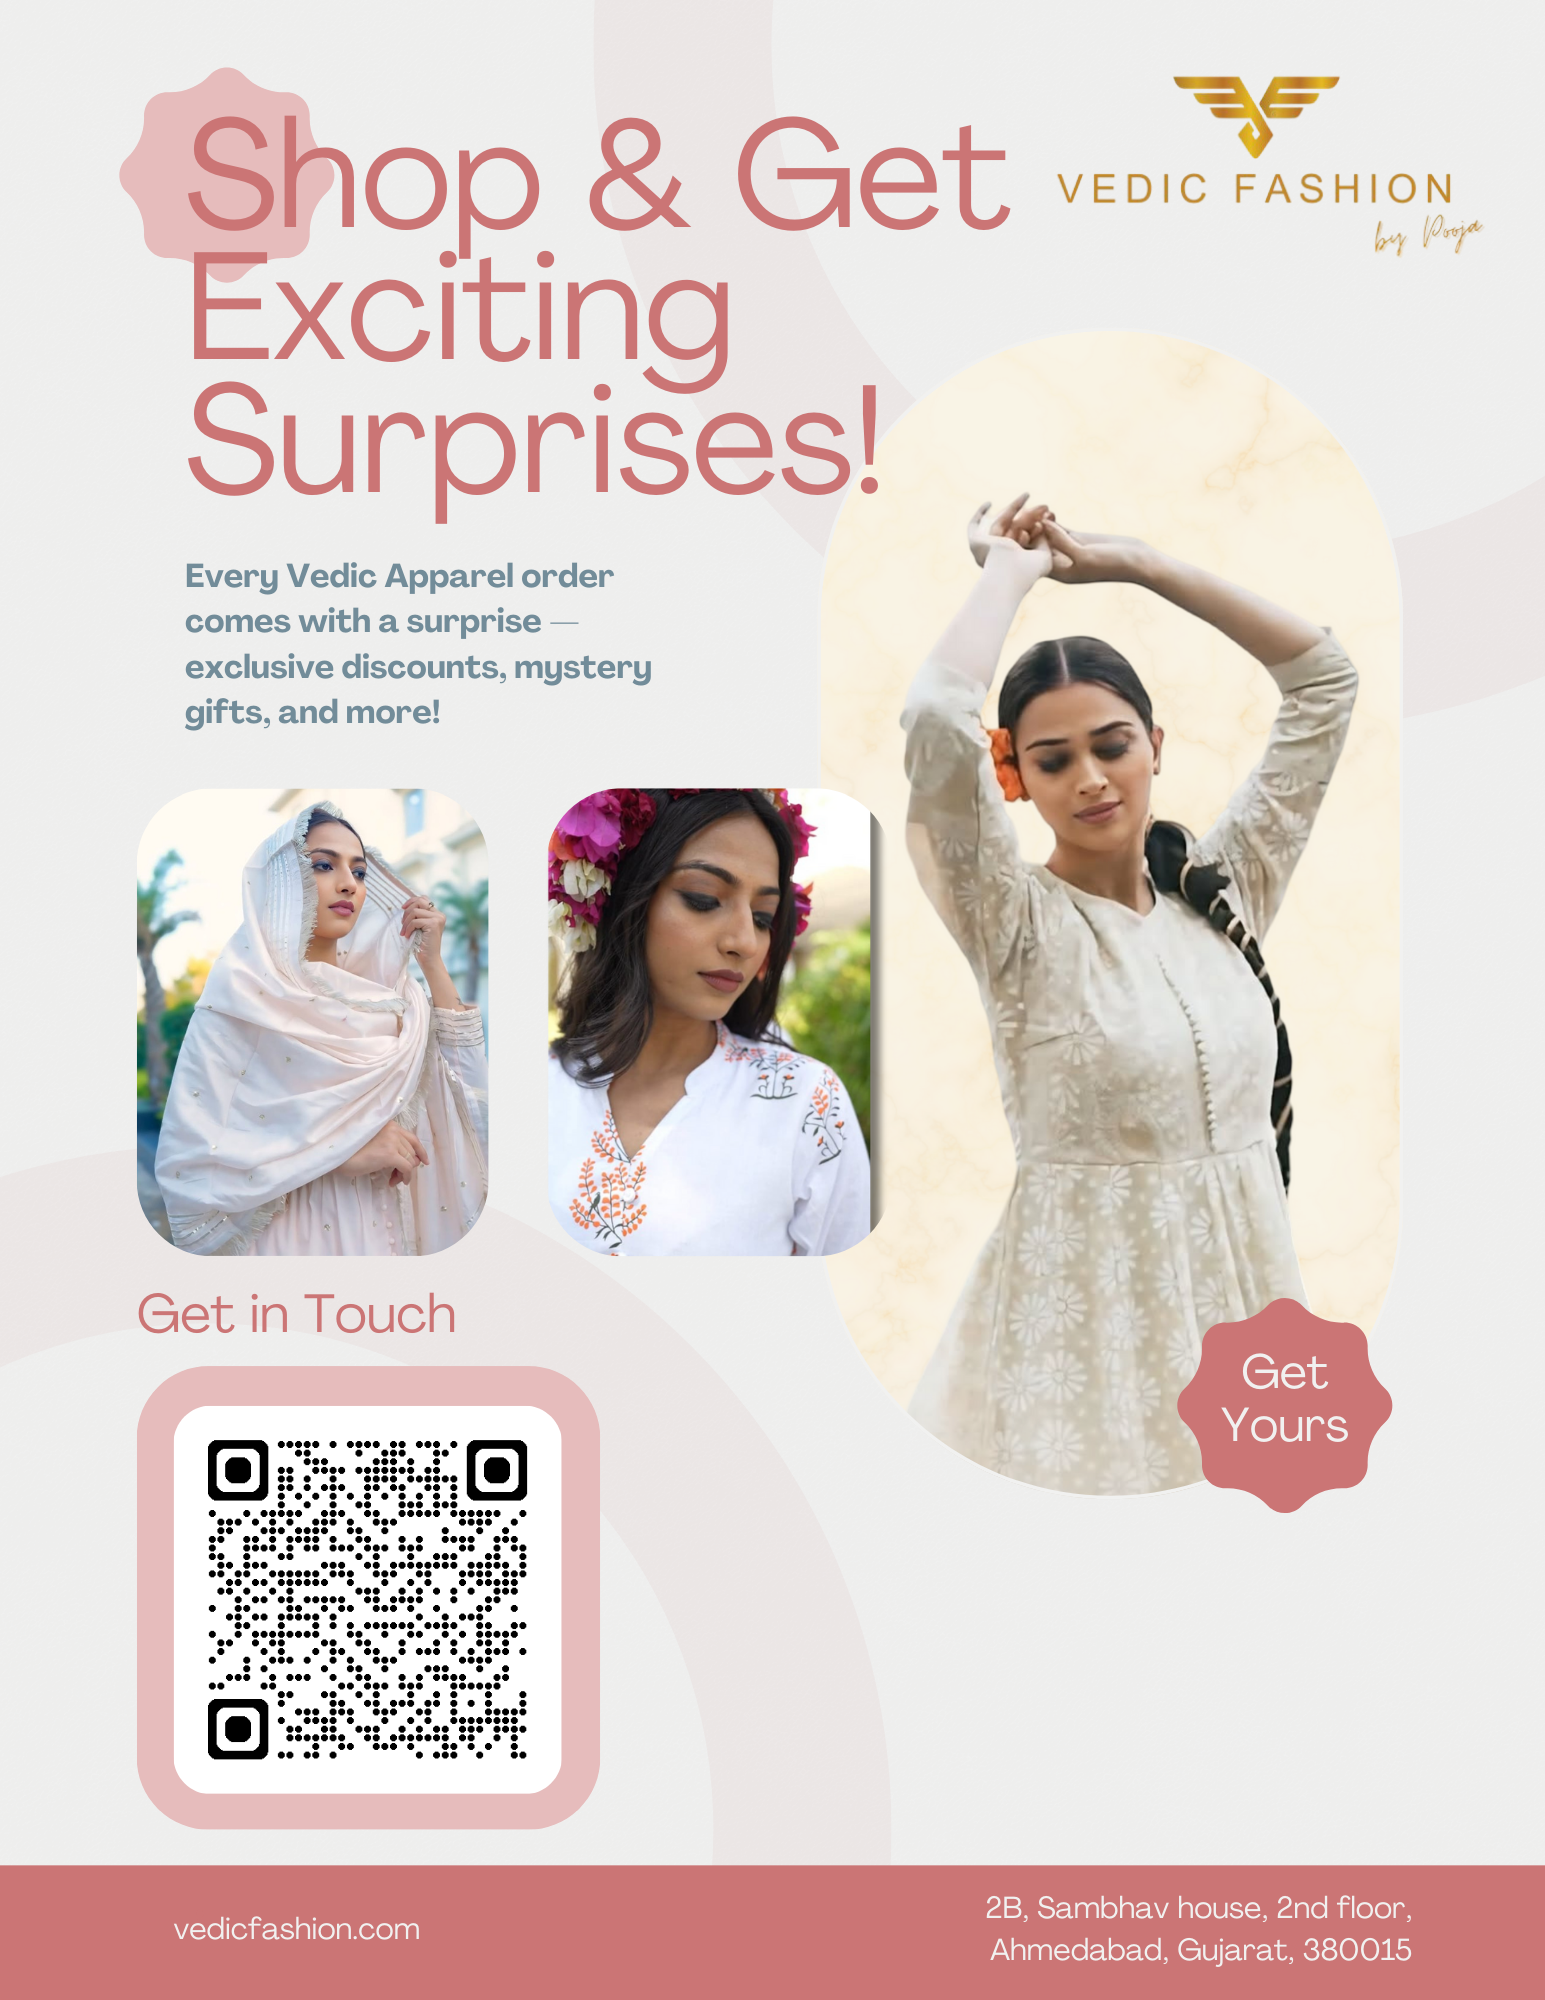 Shop & Get
Exciting
Surprises!
VEDIC FASHION
by Pooja
Every Vedic Apparel order
comes with a surprise —
exclusive discounts, mystery
gifts, and more!
Get in Touch
Get
Yours
vedicfashion.com
2B, Sambhav house, 2nd floor,
Ahmedabad, Gujarat, 380015